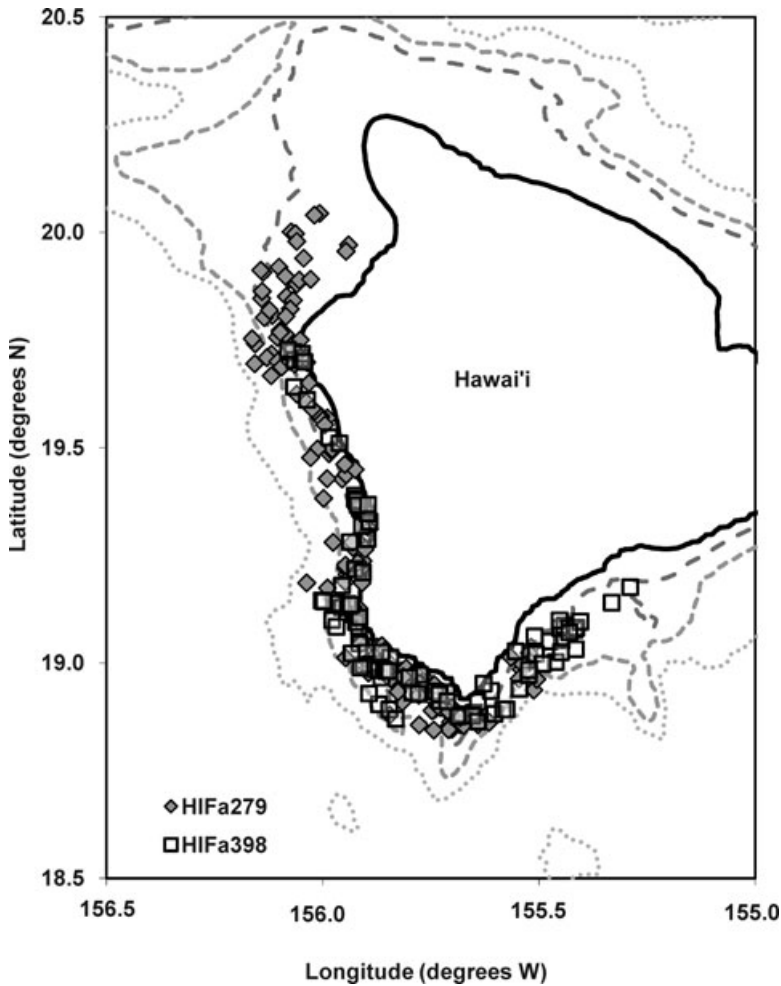 20.5
20.0
19.5
19.0
18.5
Latitude (degrees N)
Hawai'i
HIFa279
HIFa398
156.5
156.0
155.5
155.0
Longitude (degrees W)